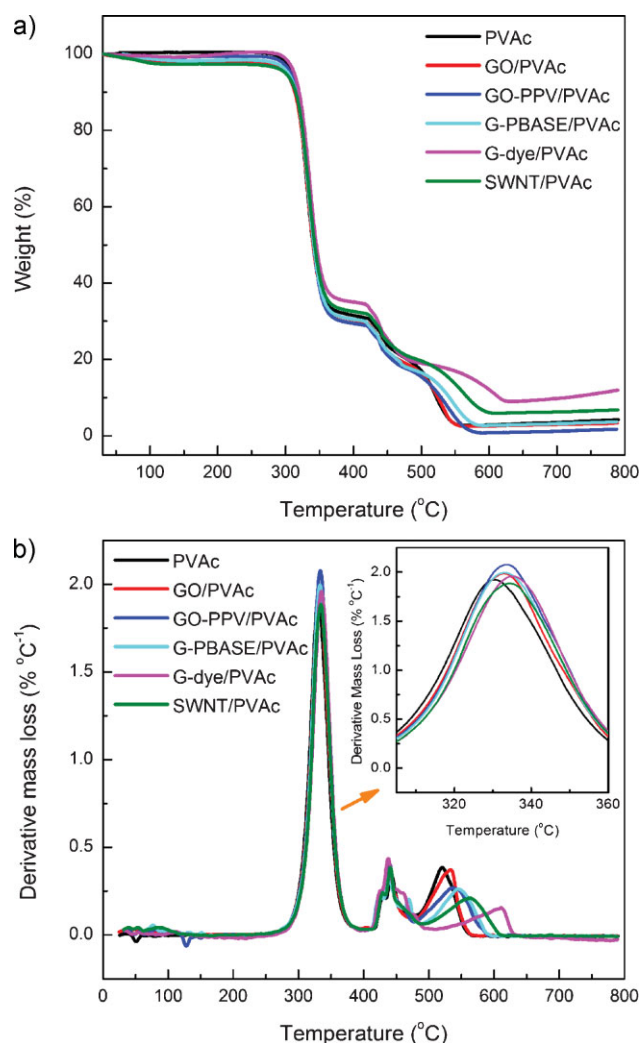 a)
100
80
60
40
20
0
Weight (%)
PVAc
GO/PVAc
GO-PPV/PVAc
G-PBASE/PVAc
G-dye/PVAc
SWNT/PVAc
100 200 300 400 500 600 700 800
Temperature (°C)
b)
2.0
1.5
1.0
0.5
0.0
Derivative mass loss (% °C⁻¹)
PVAc
GO/PVAc
GO-PPV/PVAc
G-PBASE/PVAc
G-dye/PVAc
SWNT/PVAc
2.0
1.5
1.0
0.5
0.0
Derivative Mass Loss (% °C⁻¹)
320 340 360
Temperature (°C)
0 100 200 300 400 500 600 700 800
Temperature (°C)